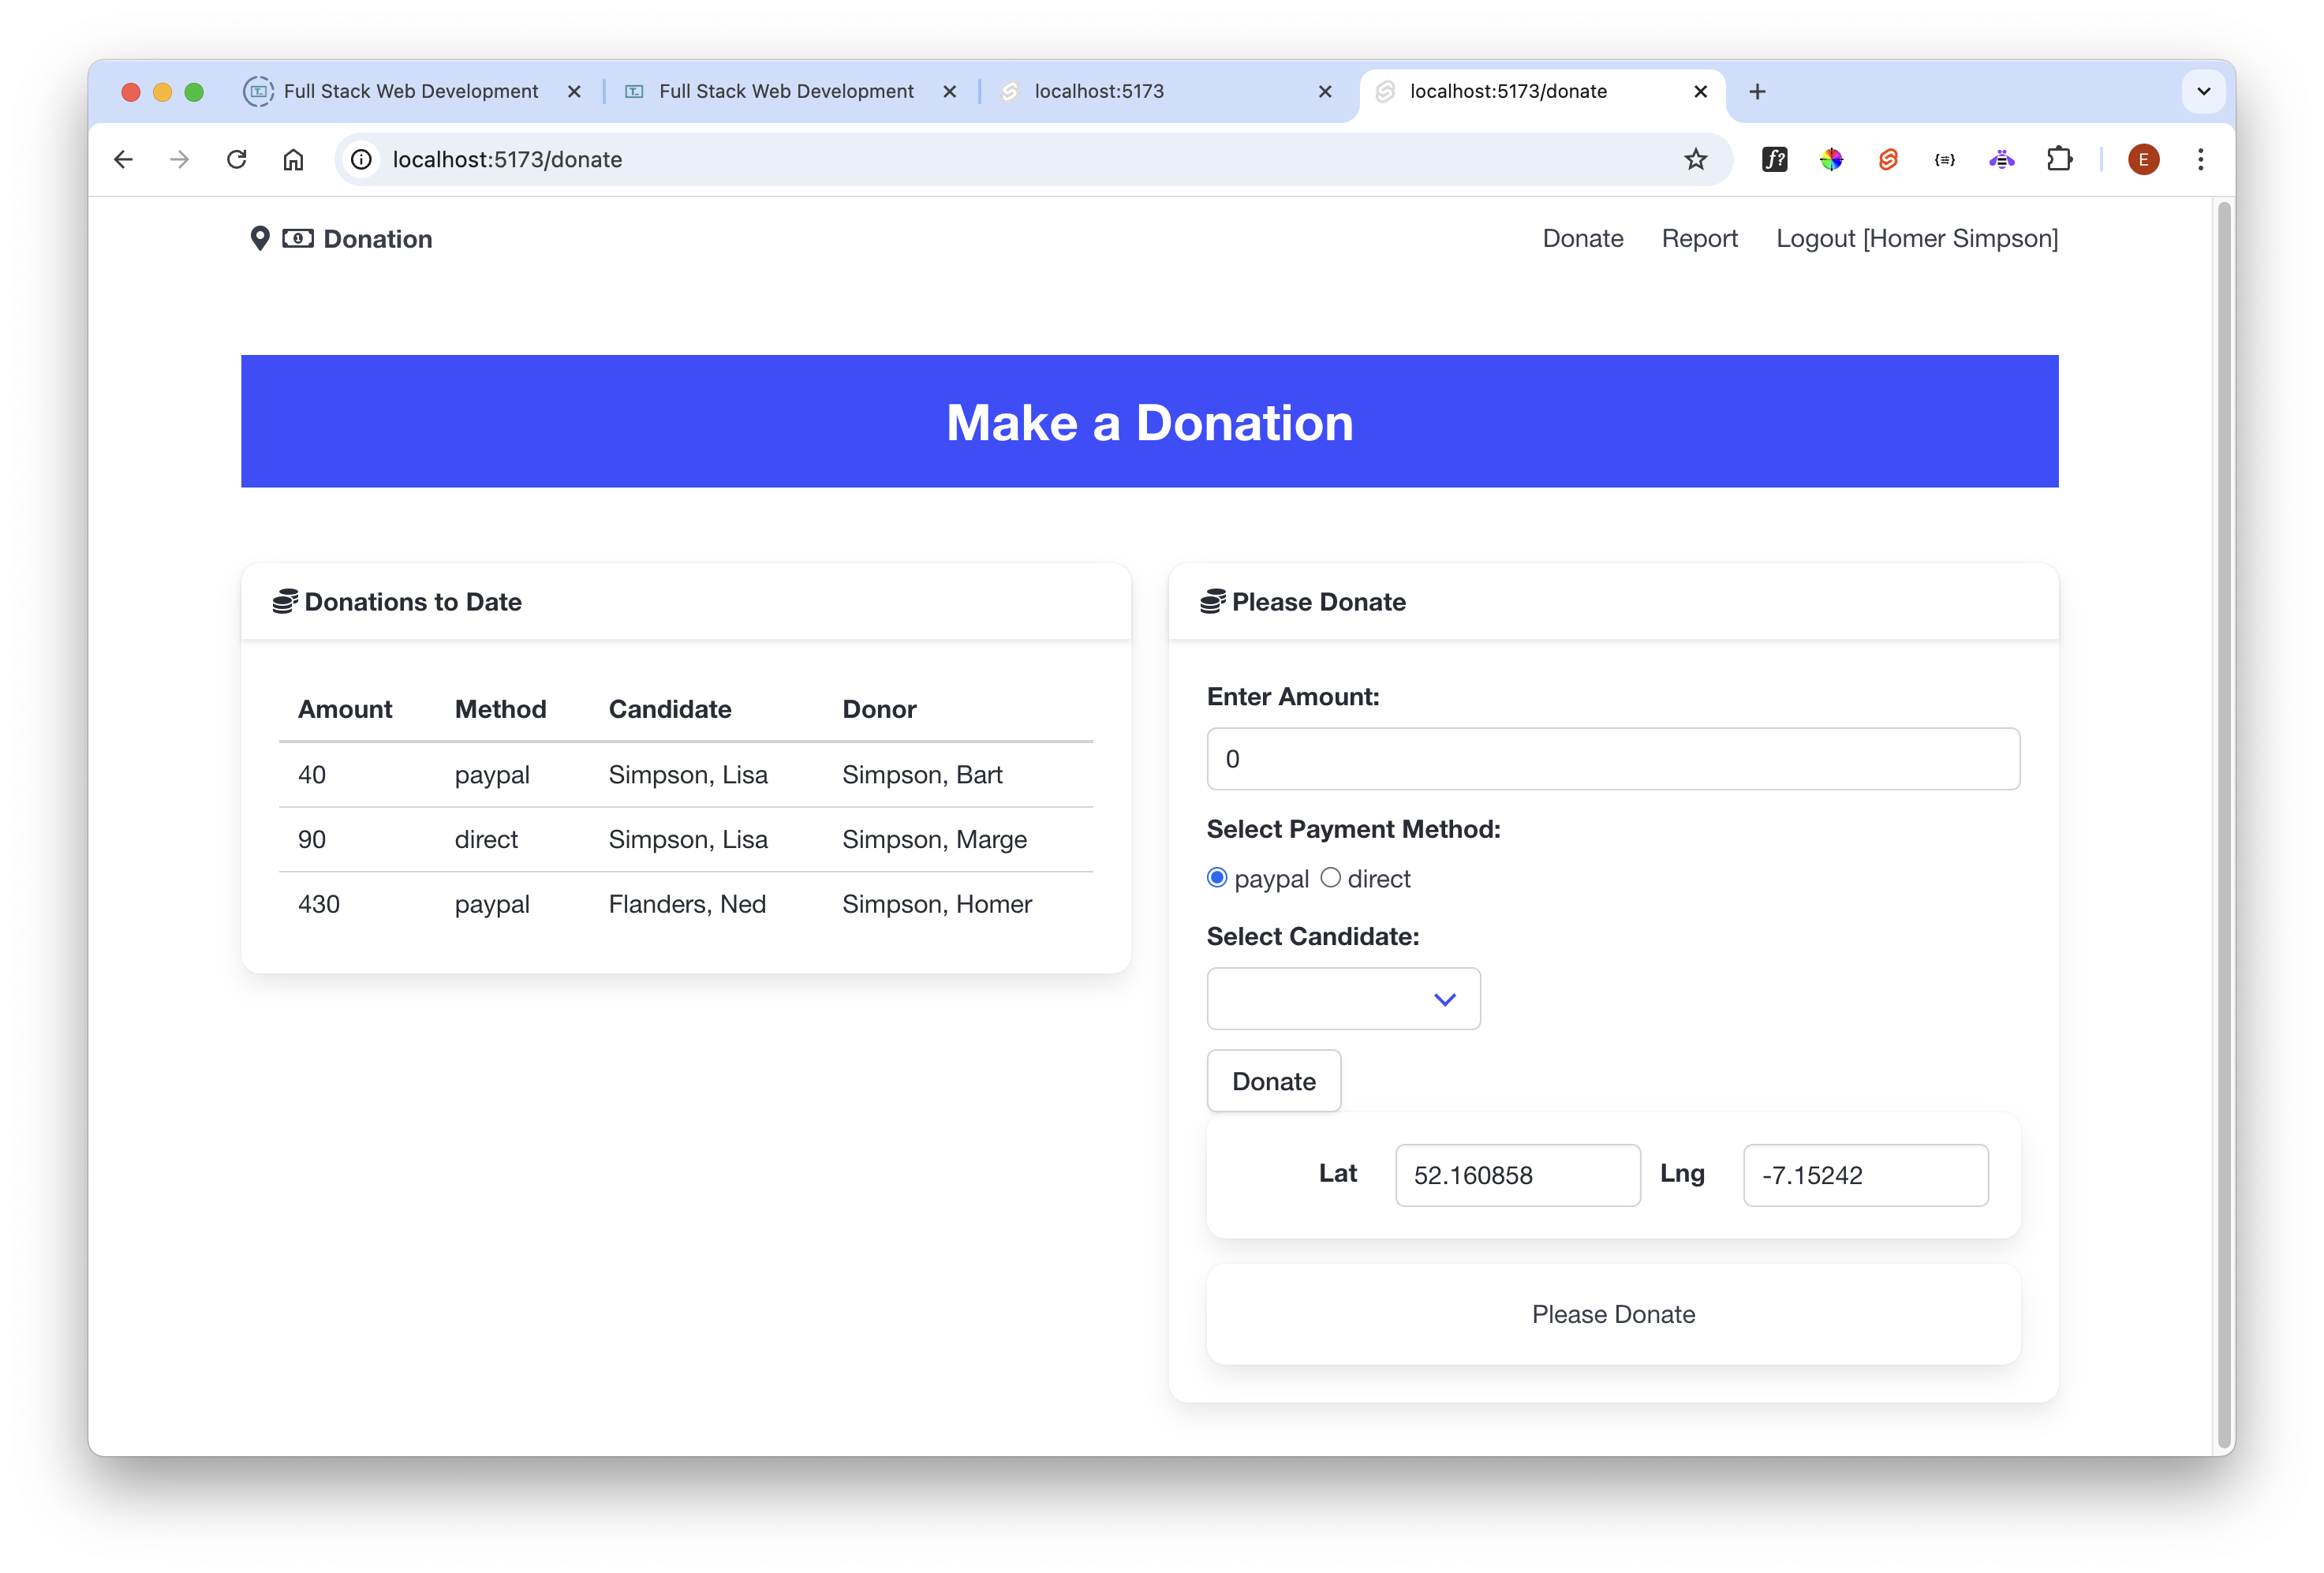 Full Stack Web Development
Full Stack Web Development
localhost:5173
localhost:5173/donate
localhost:5173/donate
f?
{≡}
E
Donation
Donate
Report
Logout [Homer Simpson]
Make a Donation
Donations to Date
Amount Method Candidate Donor
40 paypal Simpson, Lisa Simpson, Bart
90 direct Simpson, Lisa Simpson, Marge
430 paypal Flanders, Ned Simpson, Homer
Please Donate
Enter Amount:
0
Select Payment Method:
paypal direct
Select Candidate:
Donate
Lat 52.160858 Lng -7.15242
Please Donate